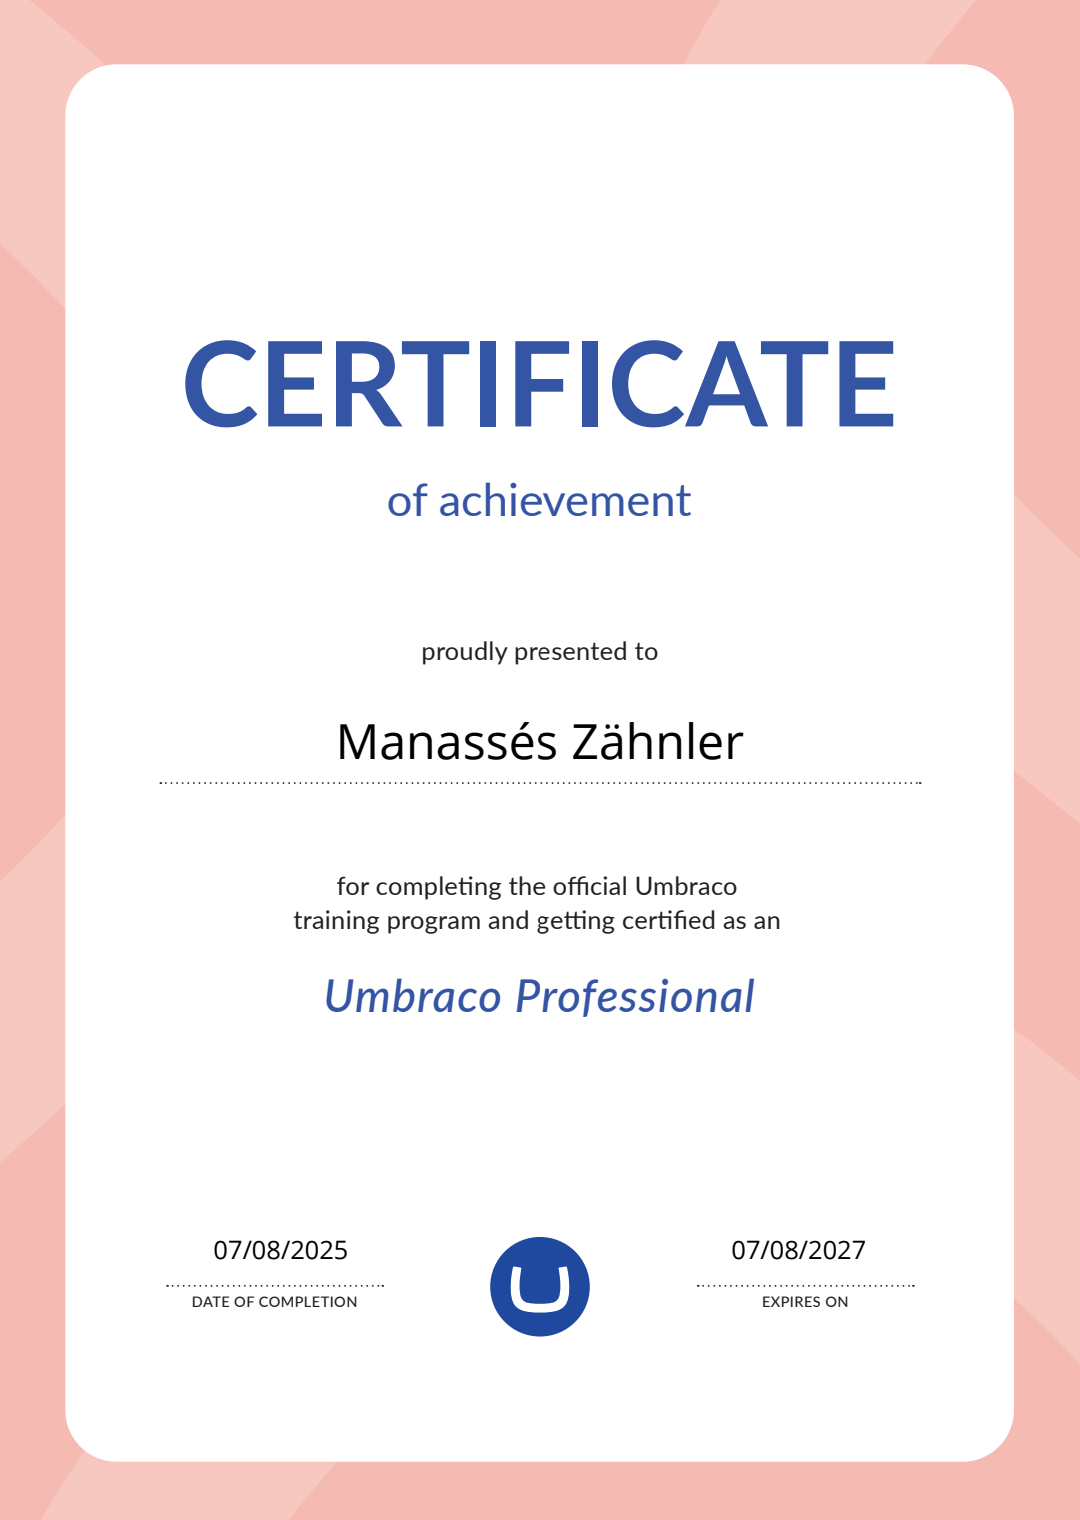 CERTIFICATE
of achievement
proudly presented to
Manassés Zähnler
for completing the official Umbraco
training program and getting certified as an
Umbraco Professional
07/08/2025
DATE OF COMPLETION
07/08/2027
EXPIRES ON